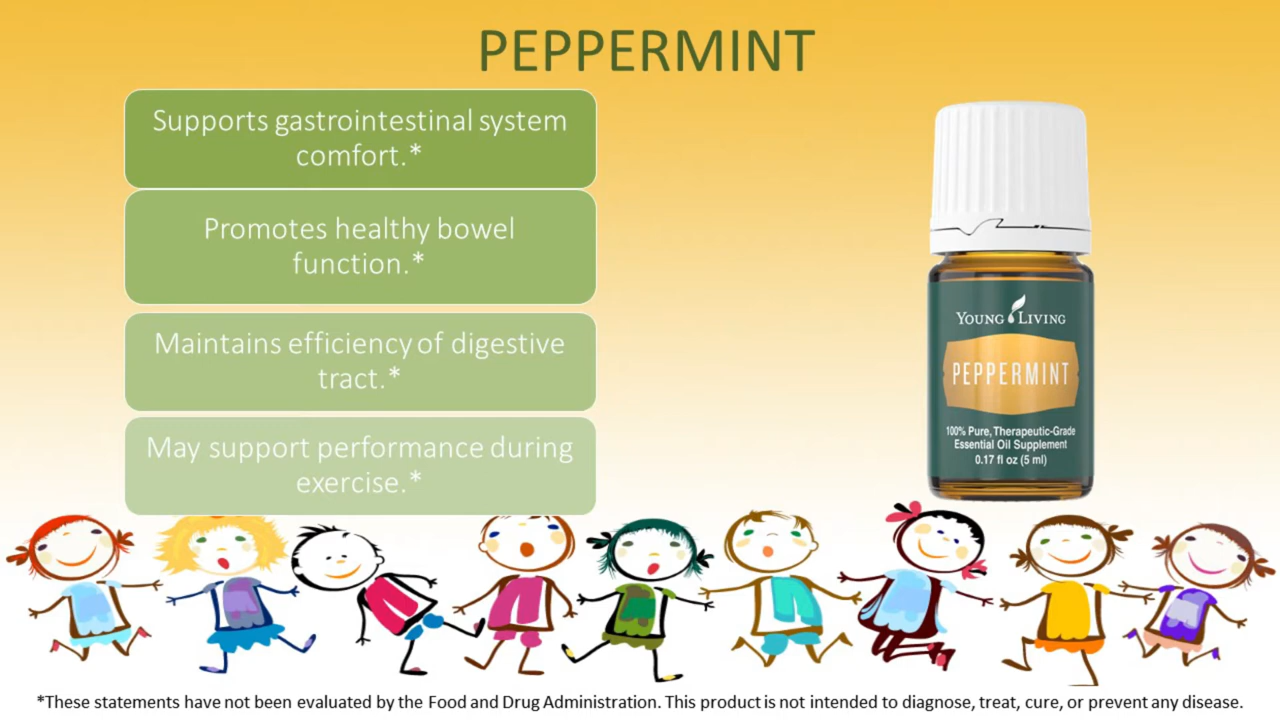 PEPPERMINT
Supports gastrointestinal system
comfort.*
Promotes healthy bowel
function.*
Maintains efficiency of digestive
tract.*
May support performance during
exercise.*
YOUNG LIVING
PEPPERMINT
100% Pure, Therapeutic-Grade
Essential Oil Supplement
0.17 fl oz (5 ml)
*These statements have not been evaluated by the Food and Drug Administration. This product is not intended to diagnose, treat, cure, or prevent any disease.